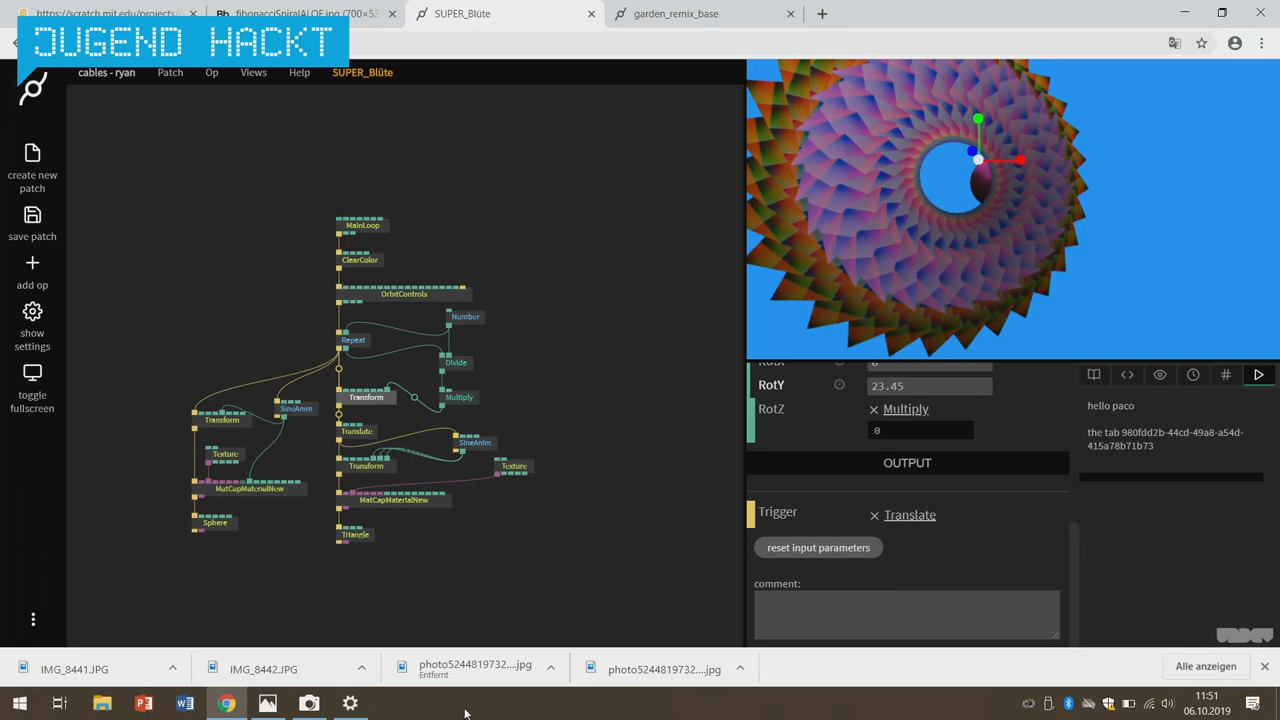 https://scratch.mit.edu/projects/
Bb fibonacciSpiralALOE.jpg (700×52
SUPER_Blüte
garden_remix_base
JUGEND HACKT
cables - ryan Patch Op Views Help SUPER_Blüte
create new
patch
save patch
add op
show
settings
toggle
fullscreen
MainLoop
ClearColor
OrbitControls
Number
Repeat
Divide
Transform
Multiply
SineAnim
Transform
Translate
SineAnim
Texture
Transform
Texture
MatCapMaterialNew
MatCapMaterialNew
Sphere
Triangle
RotX 0
RotY 23.45
RotZ Multiply
0
OUTPUT
Trigger Translate
reset input parameters
comment:
hello paco
the tab 980fdd2b-44cd-49a8-a54d-
415a78b71b73
IMG_8441.JPG
IMG_8442.JPG
photo5244819732....jpg
Entfernt
photo5244819732....jpg
Alle anzeigen
11:51
06.10.2019